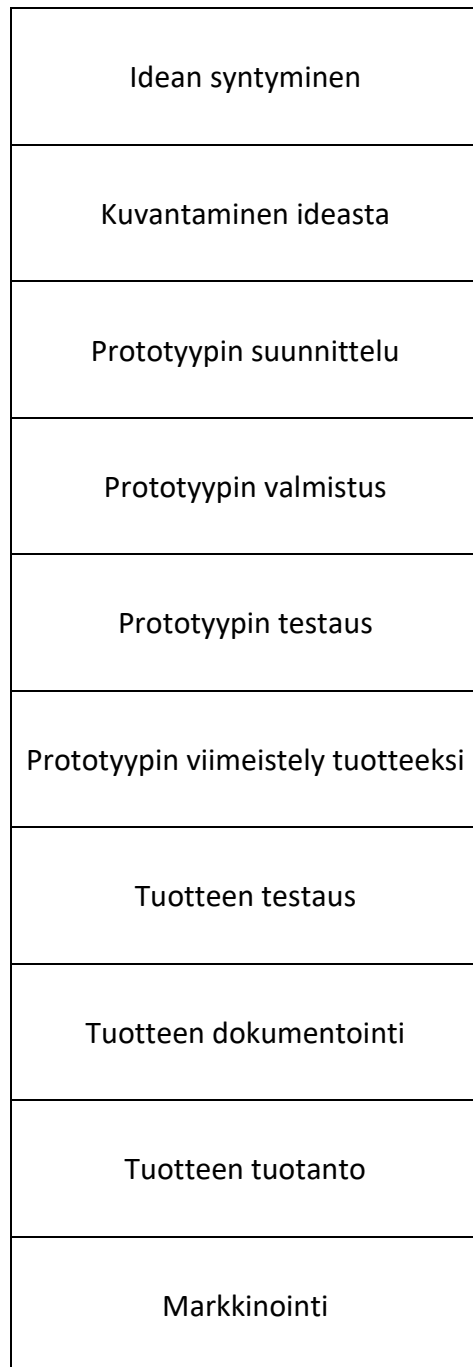 Idean syntyminen
Kuvantaminen ideasta
Prototyypin suunnittelu
Prototyypin valmistus
Prototyypin testaus
Prototyypin viimeistely tuotteeksi
Tuotteen testaus
Tuotteen dokumentointi
Tuotteen tuotanto
Markkinointi